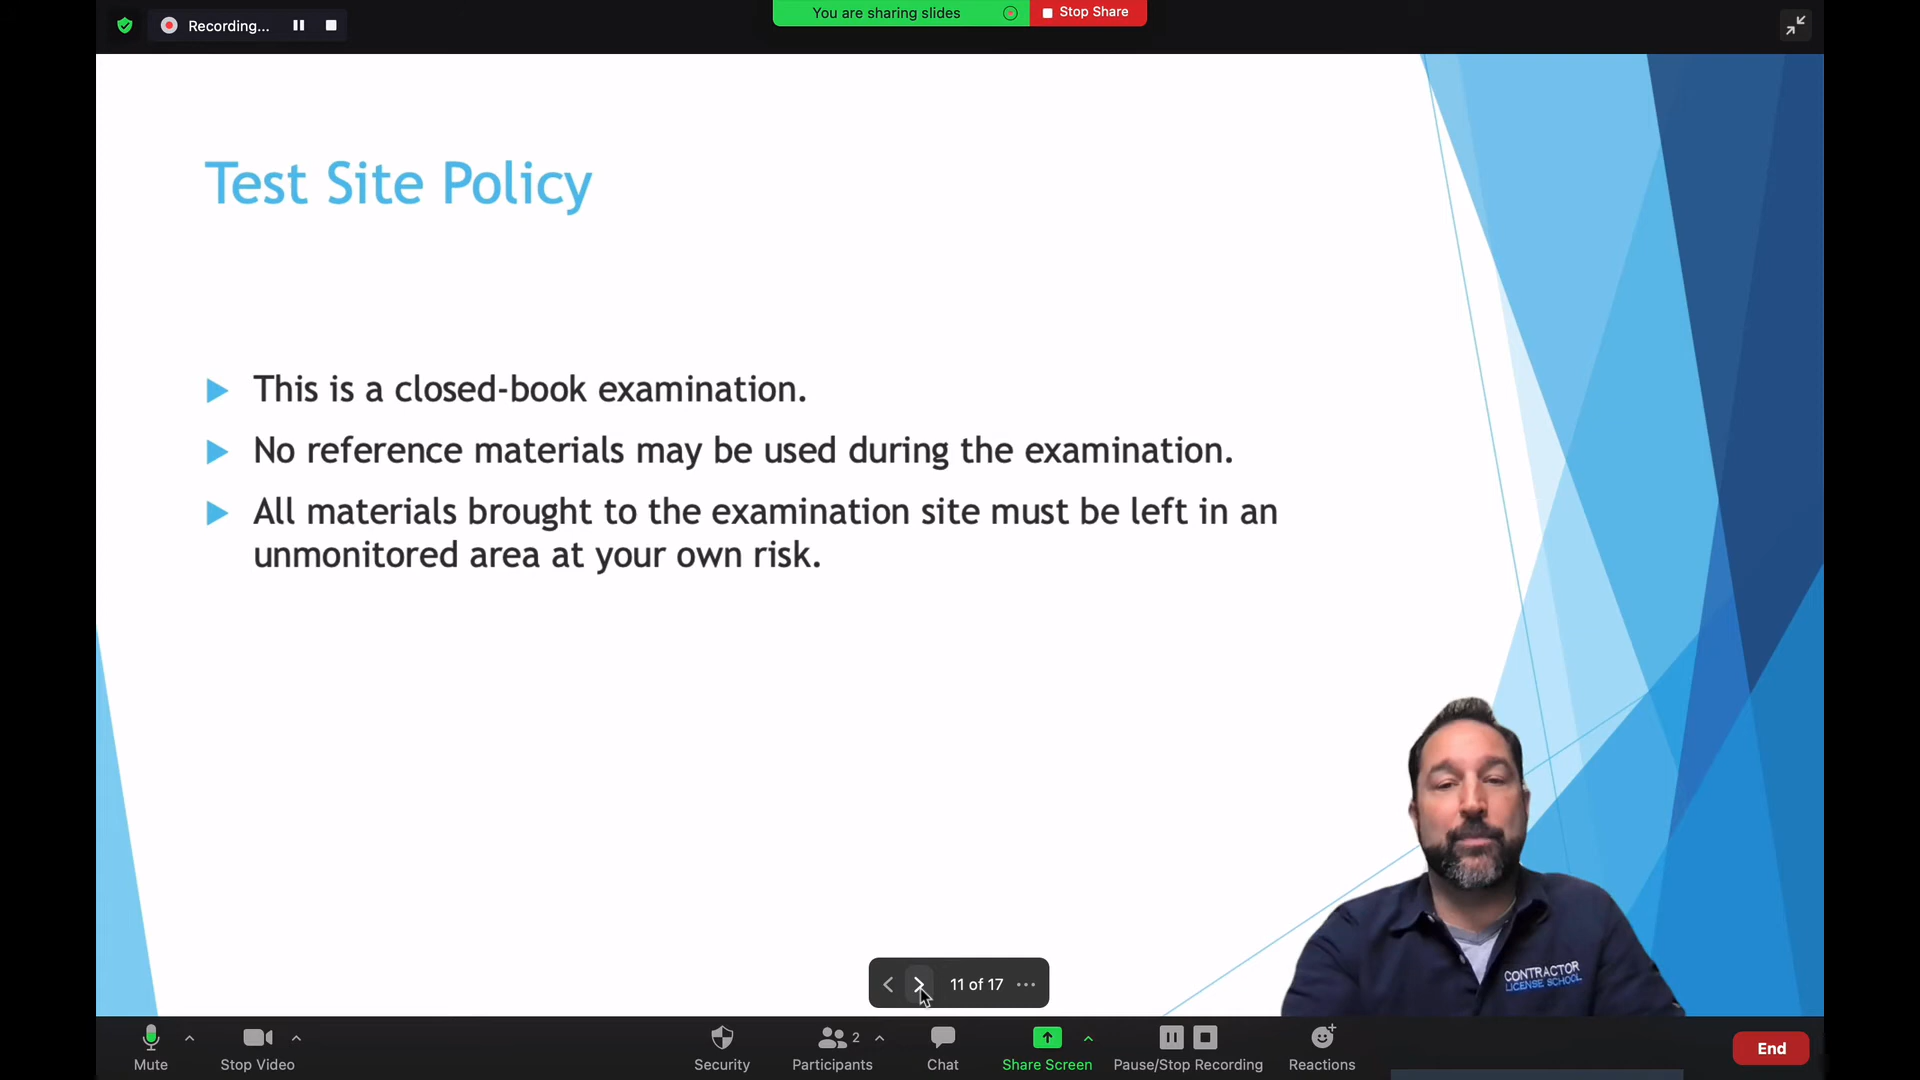 Recording...
You are sharing slides
Stop Share
Test Site Policy
This is a closed-book examination.
No reference materials may be used during the examination.
All materials brought to the examination site must be left in an
unmonitored area at your own risk.
CONTRACTOR
LICENSE SCHOOL
11 of 17
Mute
Stop Video
Security
2
Participants
Chat
Share Screen
Pause/Stop Recording
Reactions
End